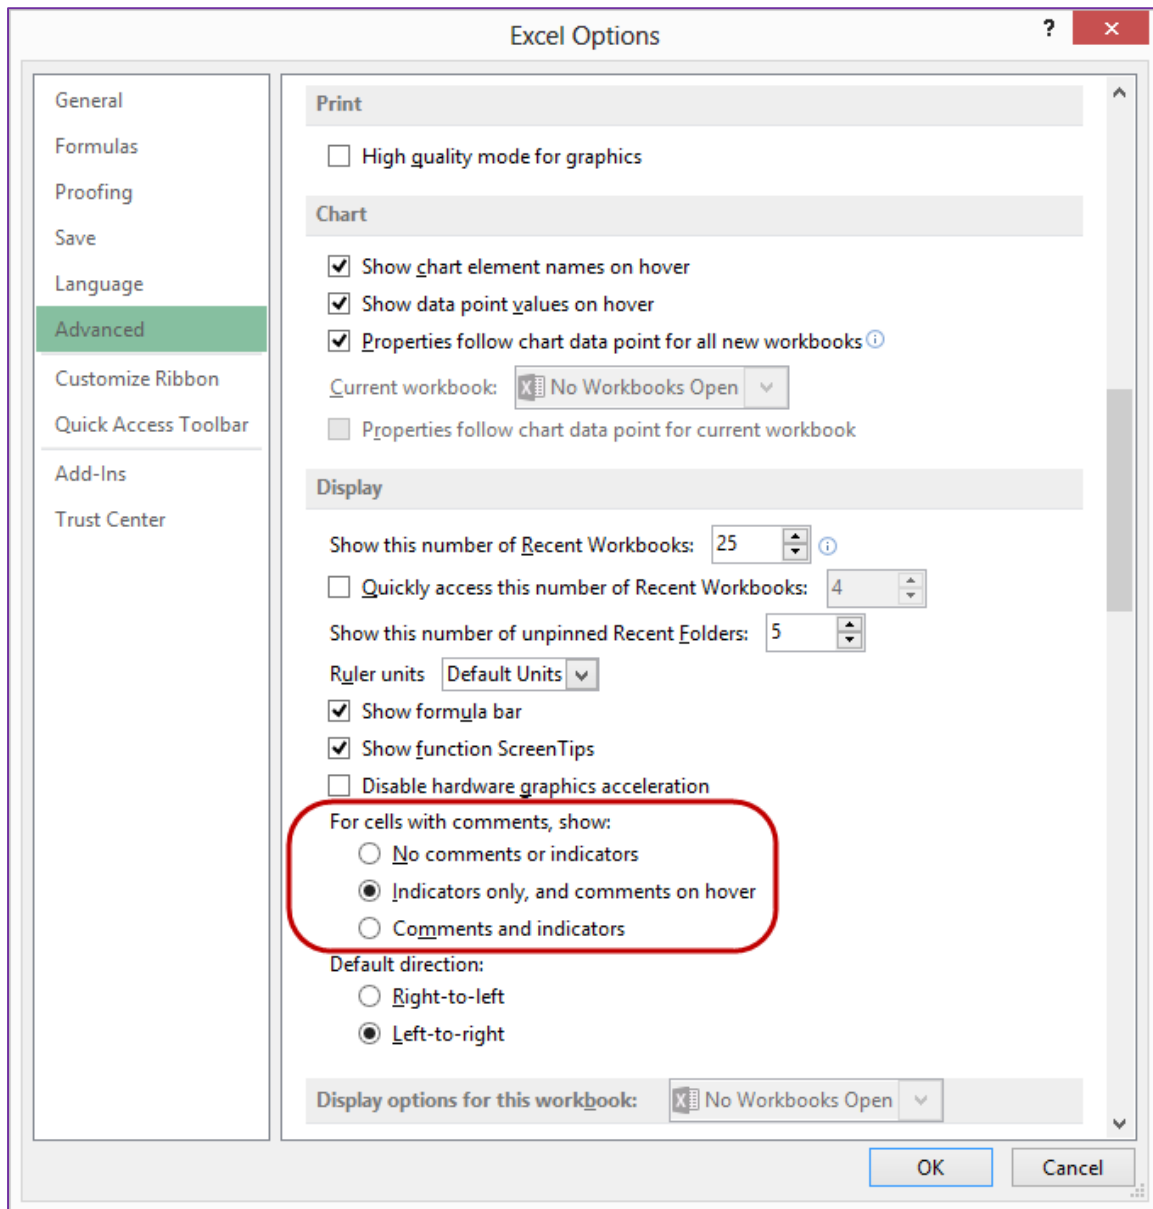 Excel Options
?
General
Formulas
Proofing
Save
Language
Advanced
Customize Ribbon
Quick Access Toolbar
Add-Ins
Trust Center
Print
High quality mode for graphics
Chart
Show chart element names on hover
Show data point values on hover
Properties follow chart data point for all new workbooks
Current workbook: No Workbooks Open
Properties follow chart data point for current workbook
Display
Show this number of Recent Workbooks: 25
Quickly access this number of Recent Workbooks: 4
Show this number of unpinned Recent Folders: 5
Ruler units Default Units
Show formula bar
Show function ScreenTips
Disable hardware graphics acceleration
For cells with comments, show:
No comments or indicators
Indicators only, and comments on hover
Comments and indicators
Default direction:
Right-to-left
Left-to-right
Display options for this workbook: No Workbooks Open
OK Cancel